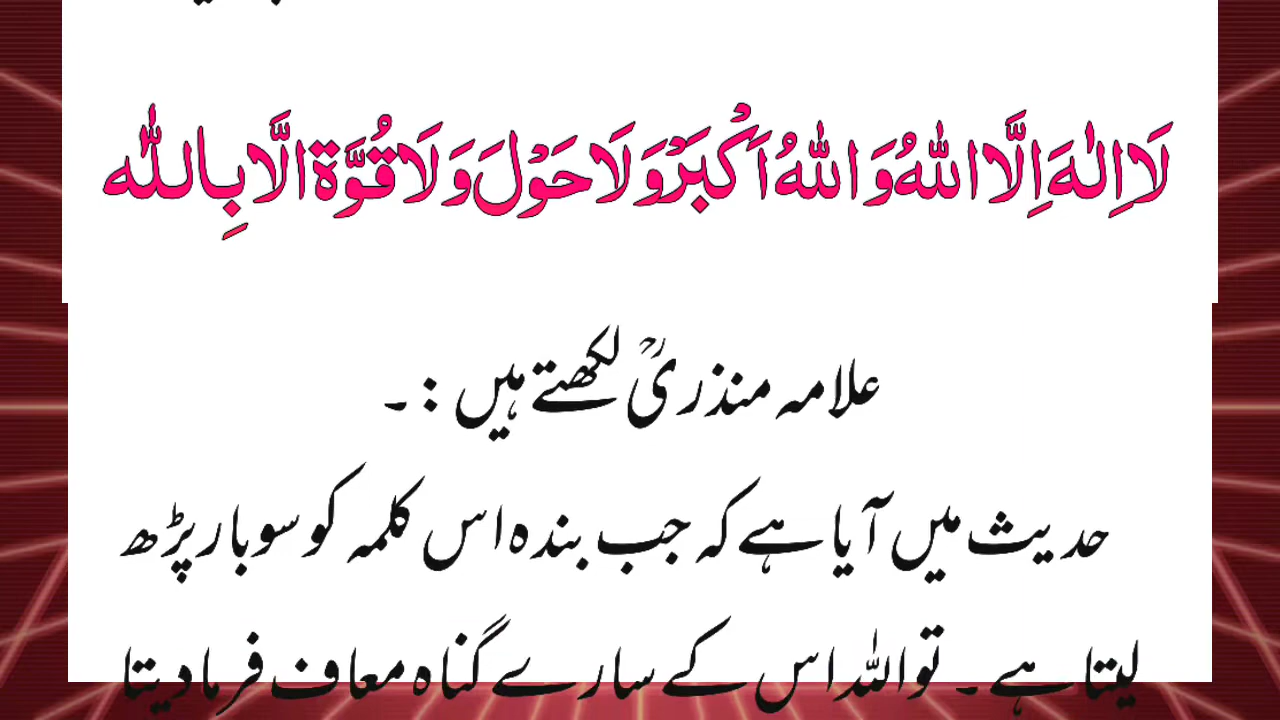 لَا اِلٰهَ اِلَّا اللّٰهُ وَ اللّٰهُ اَكْبَرْ وَلَا حَوْلَ وَلَا قُوَّةَ الَّا بِاللّٰه
علامہ منذریؒ لکھتے ہیں :۔
حدیث میں آیا ہے کہ جب بندہ اس کلمہ کو سو بار پڑھ
لیتا ہے ۔ تو اللہ اس کے سارے گناہ معاف فرما دیتا